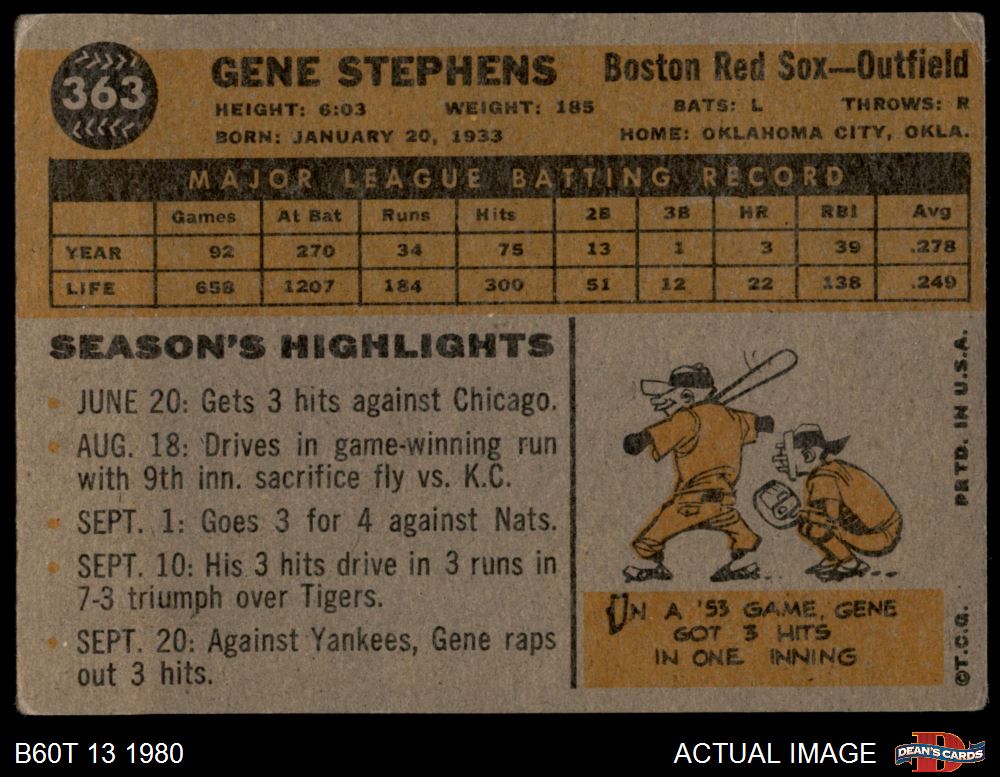 363
GENE STEPHENS
Boston Red Sox—Outfield
HEIGHT: 6:03 WEIGHT: 185 BATS: L THROWS: R
BORN: JANUARY 20, 1933 HOME: OKLAHOMA CITY, OKLA.
MAJOR LEAGUE BATTING RECORD
Games At Bat Runs Hits 2B 3B HR RBI Avg
YEAR 92 270 34 75 13 1 3 39 .278
LIFE 658 1207 184 300 51 12 22 138 .249
SEASON'S HIGHLIGHTS
JUNE 20: Gets 3 hits against Chicago.
AUG. 18: Drives in game-winning run
with 9th inn. sacrifice fly vs. K.C.
SEPT. 1: Goes 3 for 4 against Nats.
SEPT. 10: His 3 hits drive in 3 runs in
7-3 triumph over Tigers.
SEPT. 20: Against Yankees, Gene raps
out 3 hits.
IN A '53 GAME, GENE
GOT 3 HITS
IN ONE INNING
©T.C.G. PRTD. IN U.S.A.
B60T 13 1980
ACTUAL IMAGE
D
DEAN'S CARDS